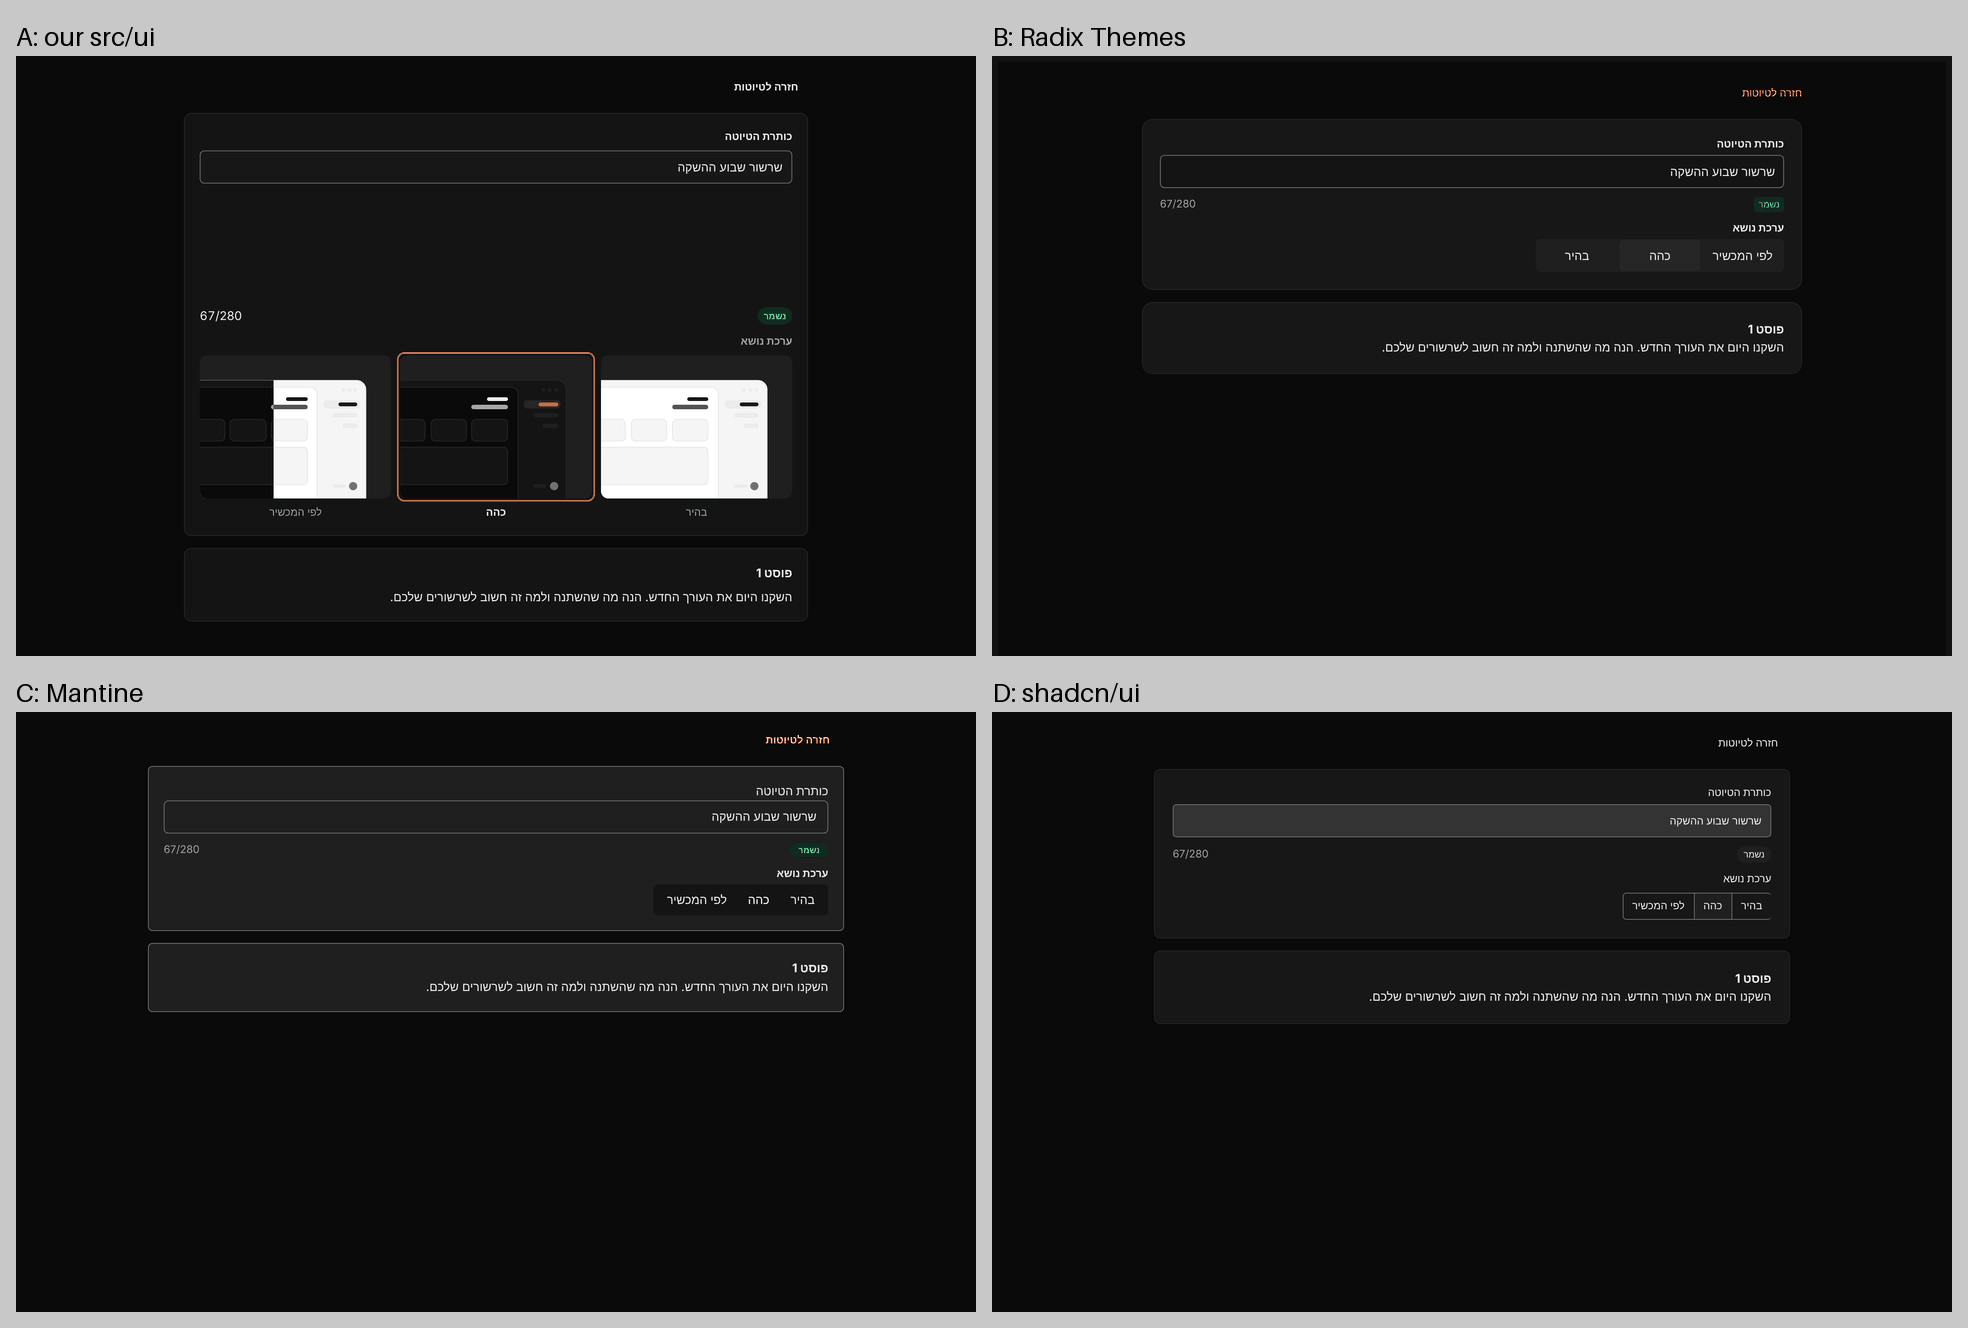 A: our src/ui
חזרה לטיוטות
כותרת הטיוטה
שרשור שבוע ההשקה
נשמר
67/280
ערכת נושא
בהיר
כהה
לפי המכשיר
פוסט 1
השקנו היום את העורך החדש. הנה מה שהשתנה ולמה זה חשוב לשרשורים שלכם.
B: Radix Themes
חזרה לטיוטות
כותרת הטיוטה
שרשור שבוע ההשקה
נשמר
67/280
ערכת נושא
לפי המכשיר
כהה
בהיר
פוסט 1
השקנו היום את העורך החדש. הנה מה שהשתנה ולמה זה חשוב לשרשורים שלכם.
C: Mantine
חזרה לטיוטות
כותרת הטיוטה
שרשור שבוע ההשקה
נשמר
67/280
ערכת נושא
בהיר
כהה
לפי המכשיר
פוסט 1
השקנו היום את העורך החדש. הנה מה שהשתנה ולמה זה חשוב לשרשורים שלכם.
D: shadcn/ui
חזרה לטיוטות
כותרת הטיוטה
שרשור שבוע ההשקה
נשמר
67/280
ערכת נושא
בהיר
כהה
לפי המכשיר
פוסט 1
השקנו היום את העורך החדש. הנה מה שהשתנה ולמה זה חשוב לשרשורים שלכם.